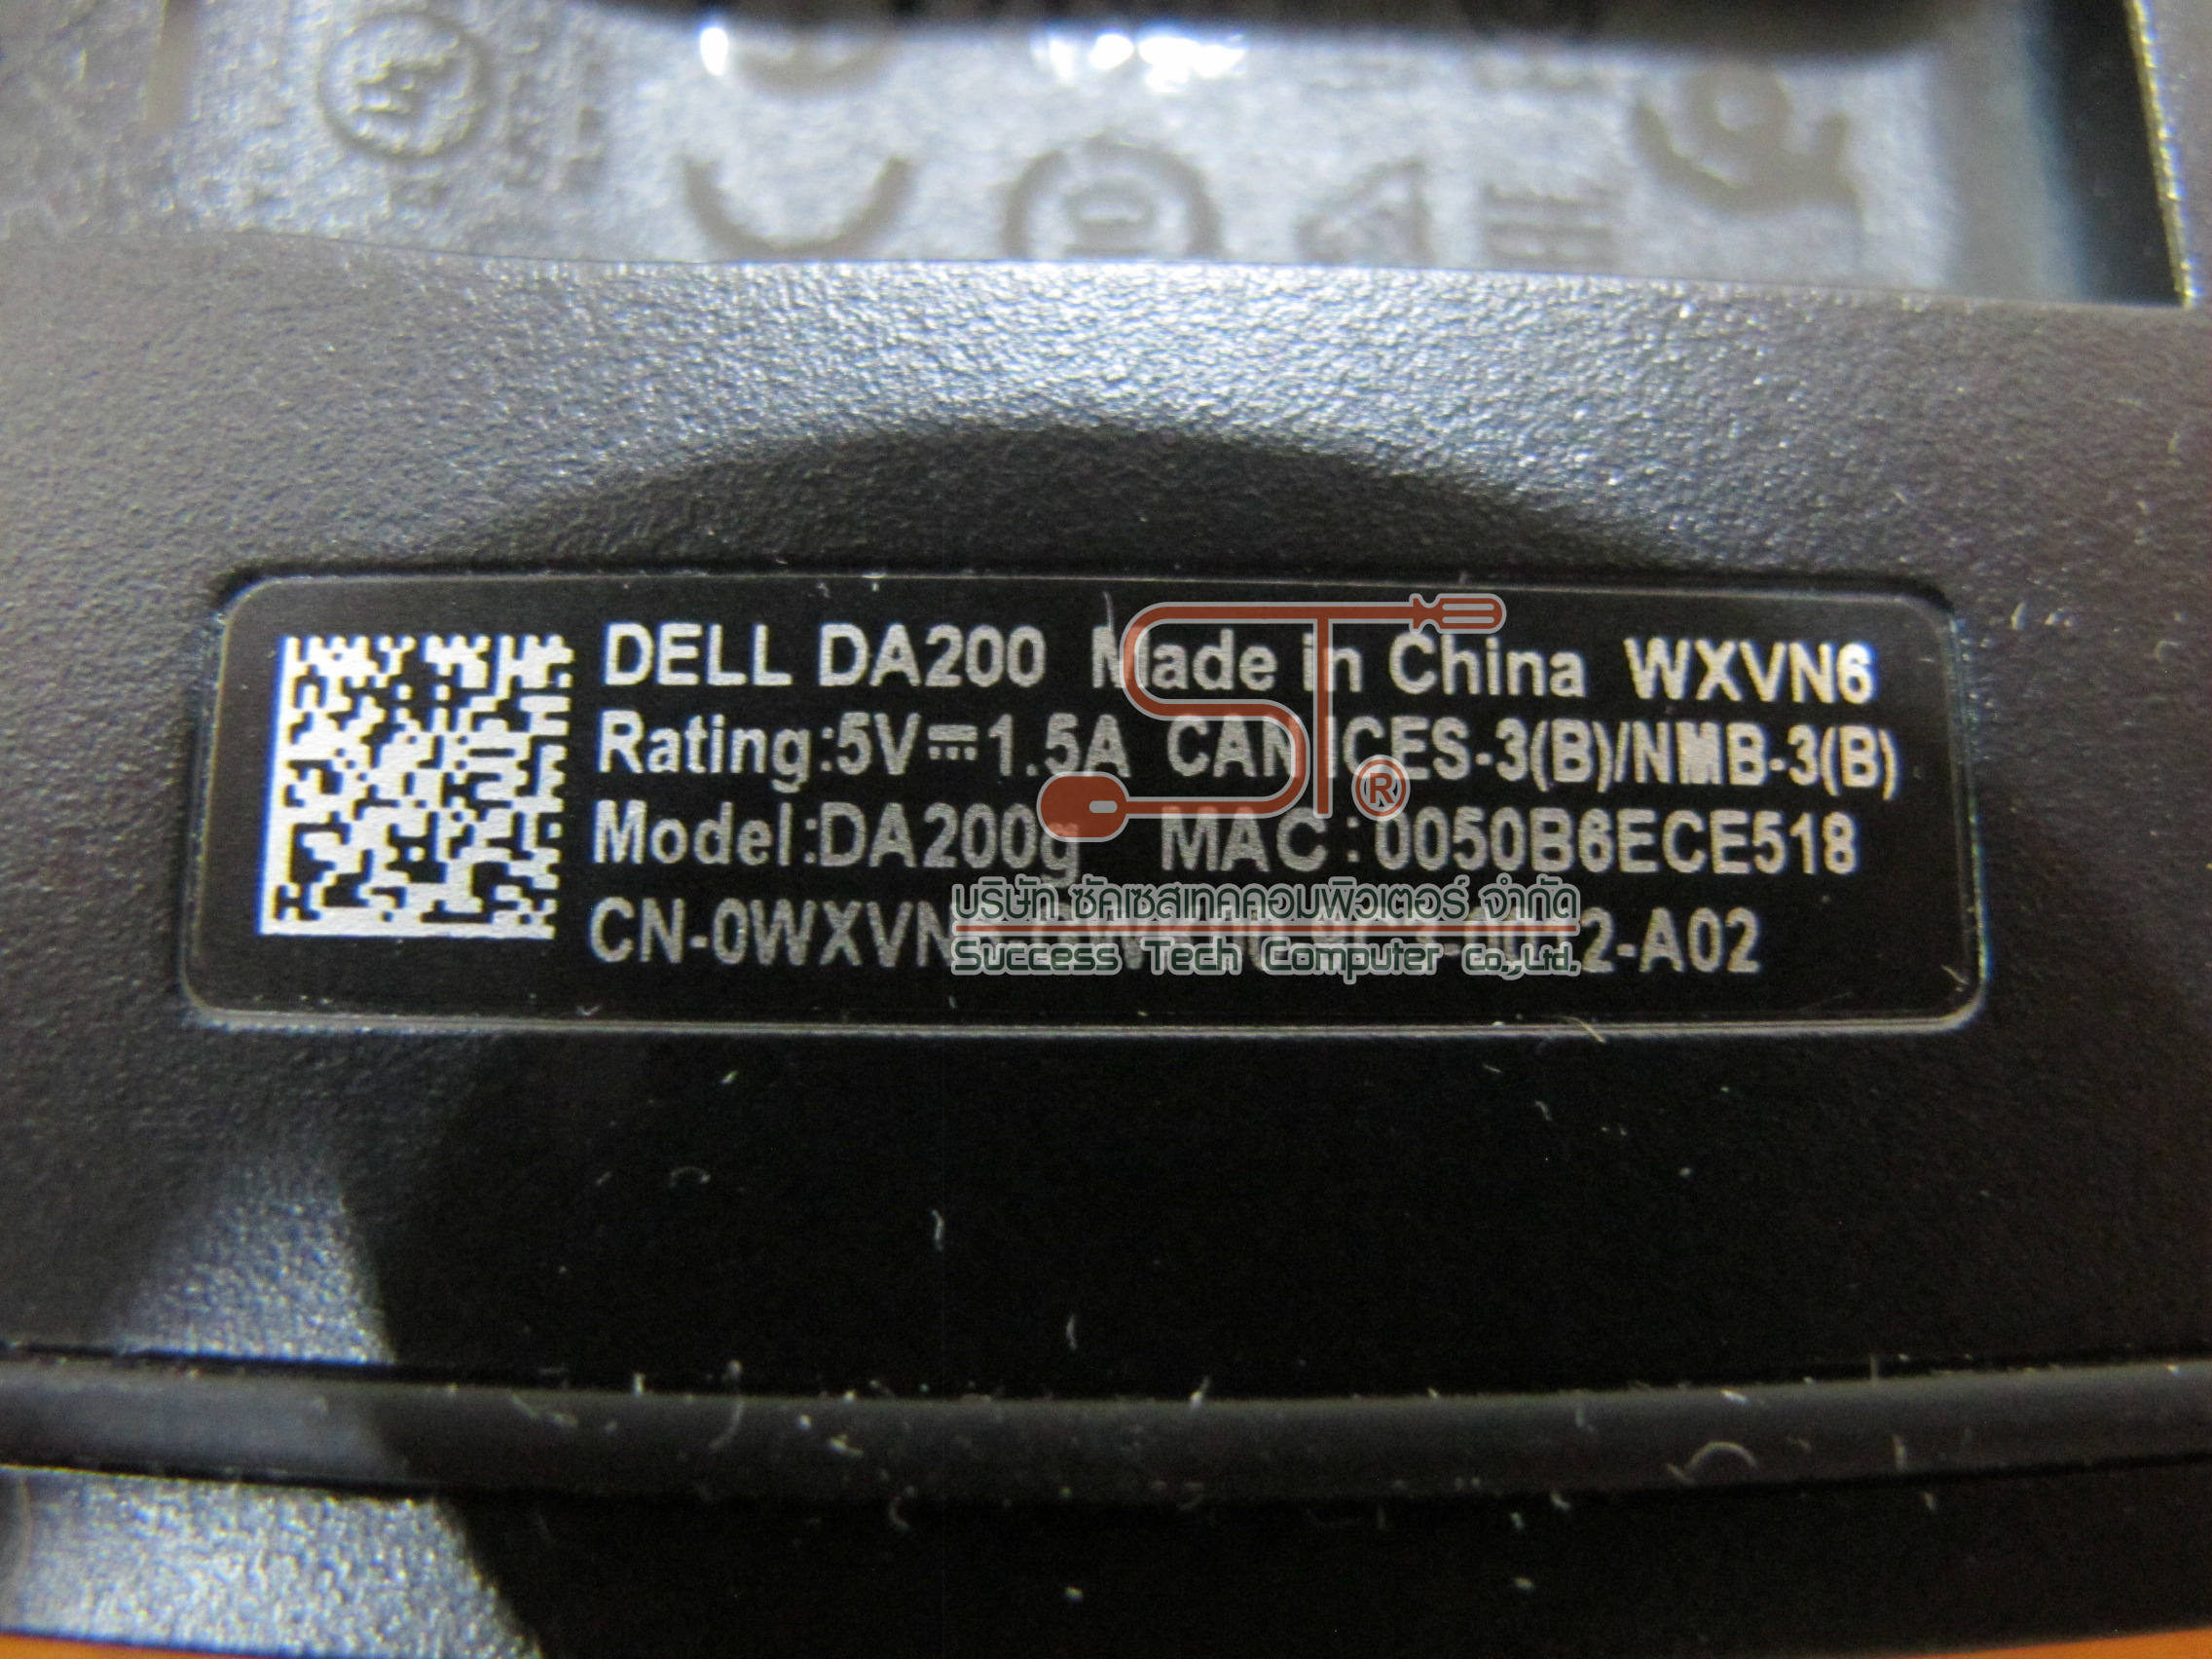 DELL DA200 Made in China WXVN6
Rating:5V⎓1.5A CAN ICES-3(B)/NMB-3(B)
Model:DA200g MAC:0050B6ECE518
®
บริษัท ซัคเซสเทคคอมพิวเตอร์ จำกัด
Success Tech Computer co.,Ltd.